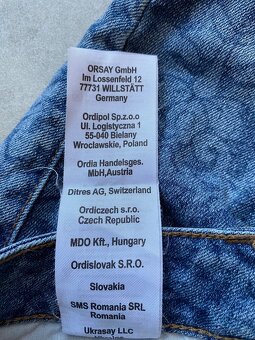 ORSAY GmbH
Im Lossenfeld 12
77731 WILLSTÄTT
Germany
Ordipol Sp.z.o.o
Ul. Logistyczna 1
55-040 Bielany
Wroclawskie, Poland
Ordia Handelsges.
MbH,Austria
Ditres AG, Switzerland
Ordiczech s.r.o.
Czech Republic
MDO Kft., Hungary
Ordislovak S.R.O.
Slovakia
SMS Romania SRL
Romania
Ukrasay LLC